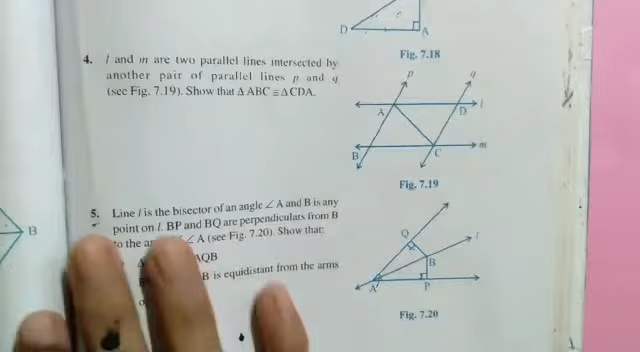 D
A
Fig. 7.18
4. l and m are two parallel lines intersected by
another pair of parallel lines p and q
(see Fig. 7.19). Show that Δ ABC ≅ Δ CDA.
p
q
A
D
l
B
C
m
Fig. 7.19
5. Line l is the bisector of an angle ∠ A and B is any
point on l. BP and BQ are perpendiculars from B
to the ∠ A (see Fig. 7.20). Show that:
AQB
B is equidistant from the arms
B
Q
l
B
A
P
Fig. 7.20